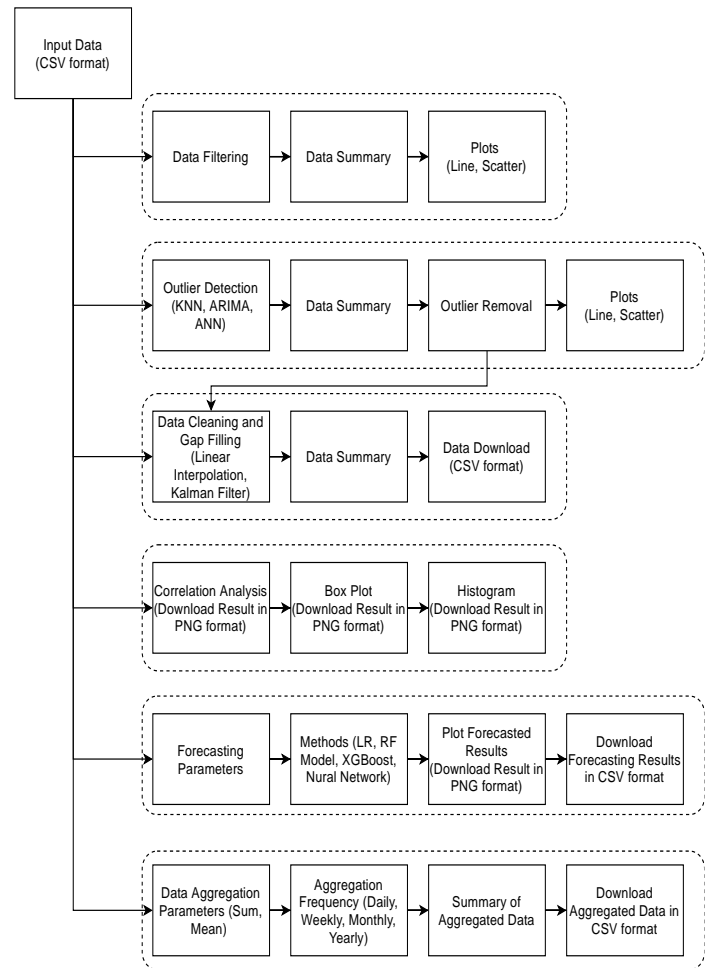 Input Data
(CSV format)
Data Filtering
Data Summary
Plots
(Line, Scatter)
Outlier Detection
(KNN, ARIMA,
ANN)
Data Summary
Outlier Removal
Plots
(Line, Scatter)
Data Cleaning and
Gap Filling
(Linear
Interpolation,
Kalman Filter)
Data Summary
Data Download
(CSV format)
Correlation Analysis
(Download Result in
PNG format)
Box Plot
(Download Result in
PNG format)
Histogram
(Download Result in
PNG format)
Forecasting
Parameters
Methods (LR, RF
Model, XGBoost,
Nural Network)
Plot Forecasted
Results
(Download Result in
PNG format)
Download
Forecasting Results
in CSV format
Data Aggregation
Parameters (Sum,
Mean)
Aggregation
Frequency (Daily,
Weekly, Monthly,
Yearly)
Summary of
Aggregated Data
Download
Aggregated Data in
CSV format